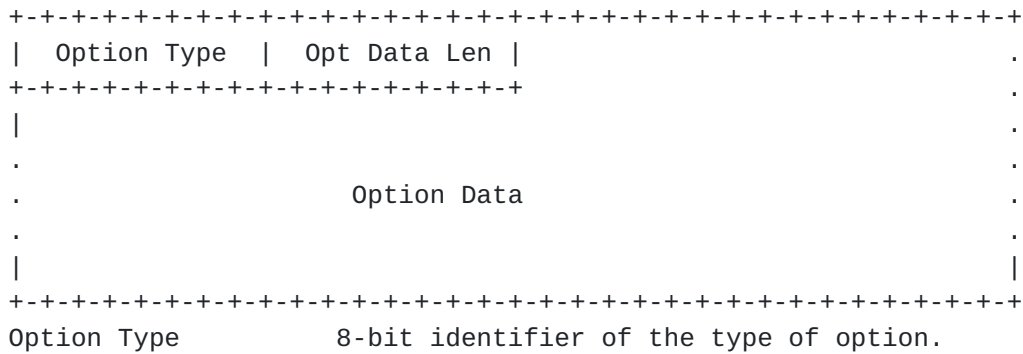 +-+-+-+-+-+-+-+-+-+-+-+-+-+-+-+-+-+-+-+-+-+-+-+-+-+-+-+-+-+-+-+-+
|  Option Type  |  Opt Data Len |                               .
+-+-+-+-+-+-+-+-+-+-+-+-+-+-+-+-+                               .
|                                                               .
.                                                               .
.                     Option Data                               .
.                                                               .
|                                                               |
+-+-+-+-+-+-+-+-+-+-+-+-+-+-+-+-+-+-+-+-+-+-+-+-+-+-+-+-+-+-+-+-+
Option Type          8-bit identifier of the type of option.